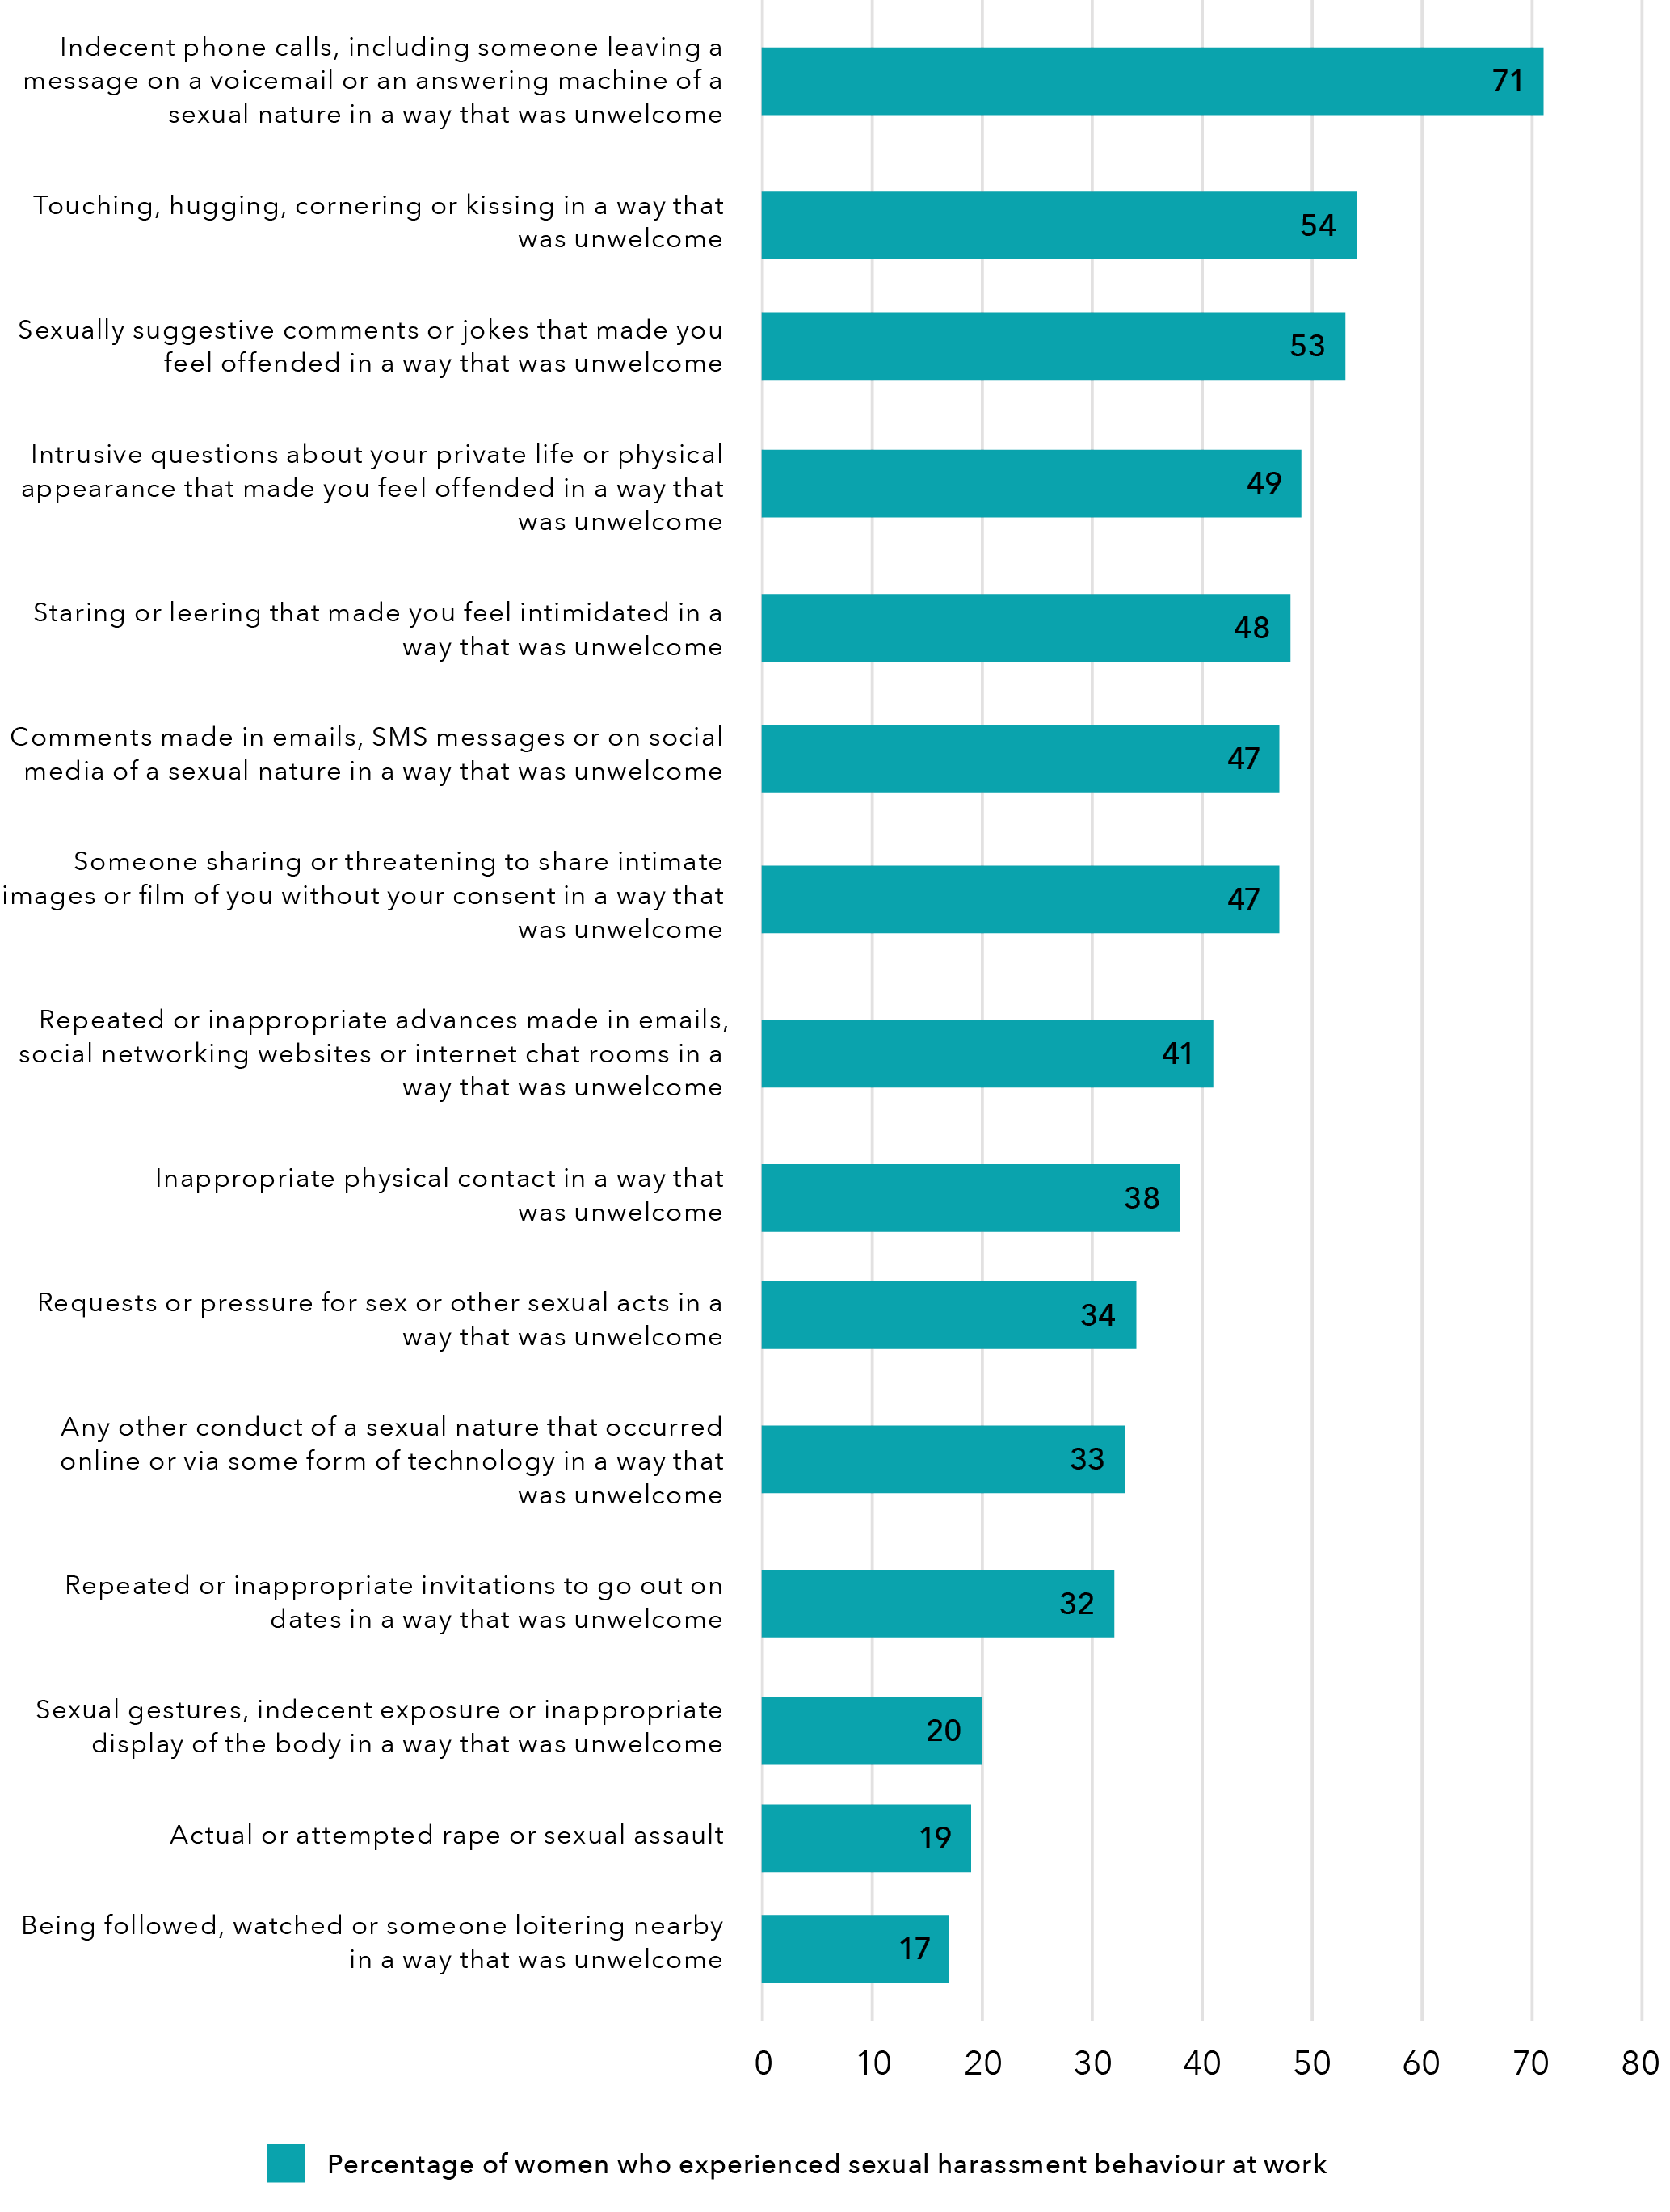 Indecent phone calls, including someone leaving a
message on a voicemail or an answering machine of a
sexual nature in a way that was unwelcome
71
Touching, hugging, cornering or kissing in a way that
was unwelcome
54
Sexually suggestive comments or jokes that made you
feel offended in a way that was unwelcome
53
Intrusive questions about your private life or physical
appearance that made you feel offended in a way that
was unwelcome
49
Staring or leering that made you feel intimidated in a
way that was unwelcome
48
Comments made in emails, SMS messages or on social
media of a sexual nature in a way that was unwelcome
47
Someone sharing or threatening to share intimate
images or film of you without your consent in a way that
was unwelcome
47
Repeated or inappropriate advances made in emails,
social networking websites or internet chat rooms in a
way that was unwelcome
41
Inappropriate physical contact in a way that
was unwelcome
38
Requests or pressure for sex or other sexual acts in a
way that was unwelcome
34
Any other conduct of a sexual nature that occurred
online or via some form of technology in a way that
was unwelcome
33
Repeated or inappropriate invitations to go out on
dates in a way that was unwelcome
32
Sexual gestures, indecent exposure or inappropriate
display of the body in a way that was unwelcome
20
Actual or attempted rape or sexual assault
19
Being followed, watched or someone loitering nearby
in a way that was unwelcome
17
0 10 20 30 40 50 60 70 80
Percentage of women who experienced sexual harassment behaviour at work